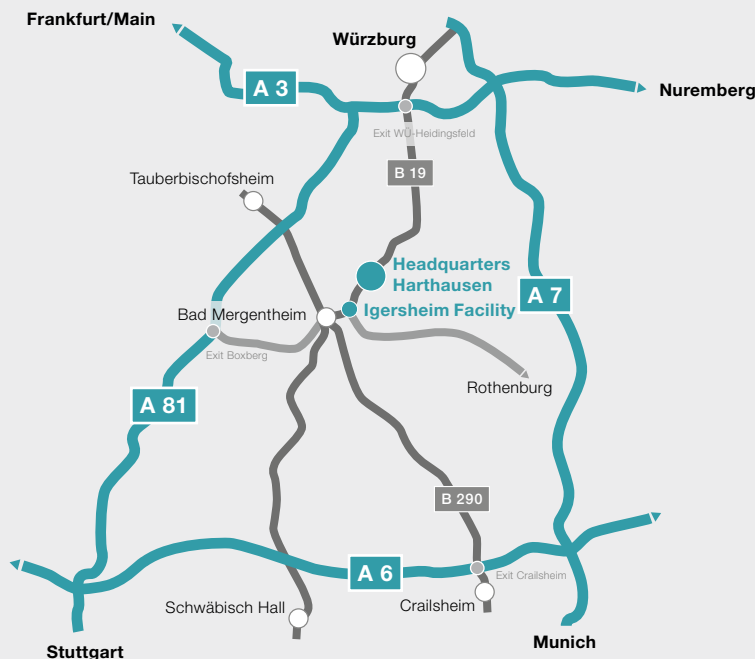 Frankfurt/Main
Würzburg
A 3
Nuremberg
Exit WÜ-Heidingsfeld
B 19
Tauberbischofsheim
Headquarters
Harthausen
A 7
Igersheim Facility
Bad Mergentheim
Exit Boxberg
Rothenburg
A 81
B 290
A 6
Exit Crailsheim
Schwäbisch Hall
Crailsheim
Munich
Stuttgart